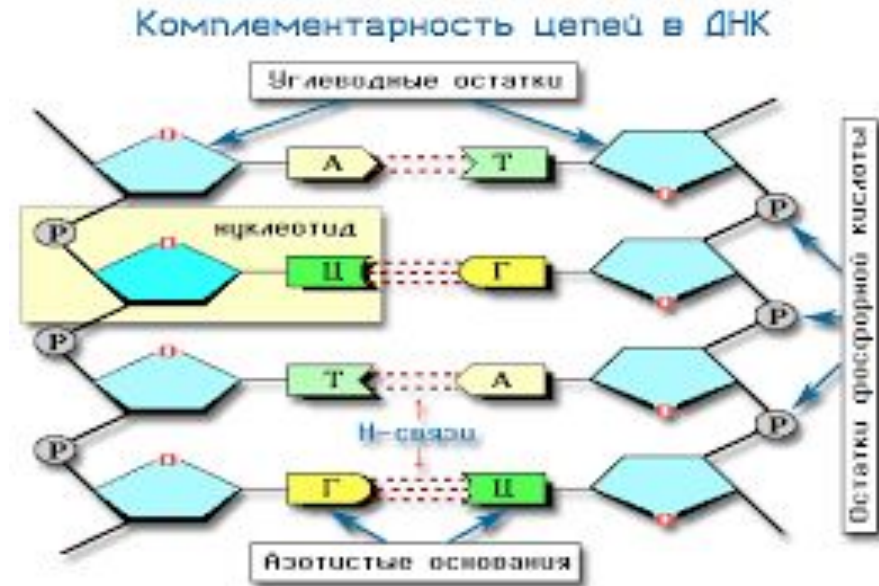 Комплементарность цепей в ДНК
Углеводные остатки
О
А
Т
О
Р
Р
нуклеотид
О
Ц
Г
О
Р
Р
О
Т
А
О
Н-связи
Р
Р
О
Г
Ц
О
Азотистые основания
Остатки фосфорной кислоты